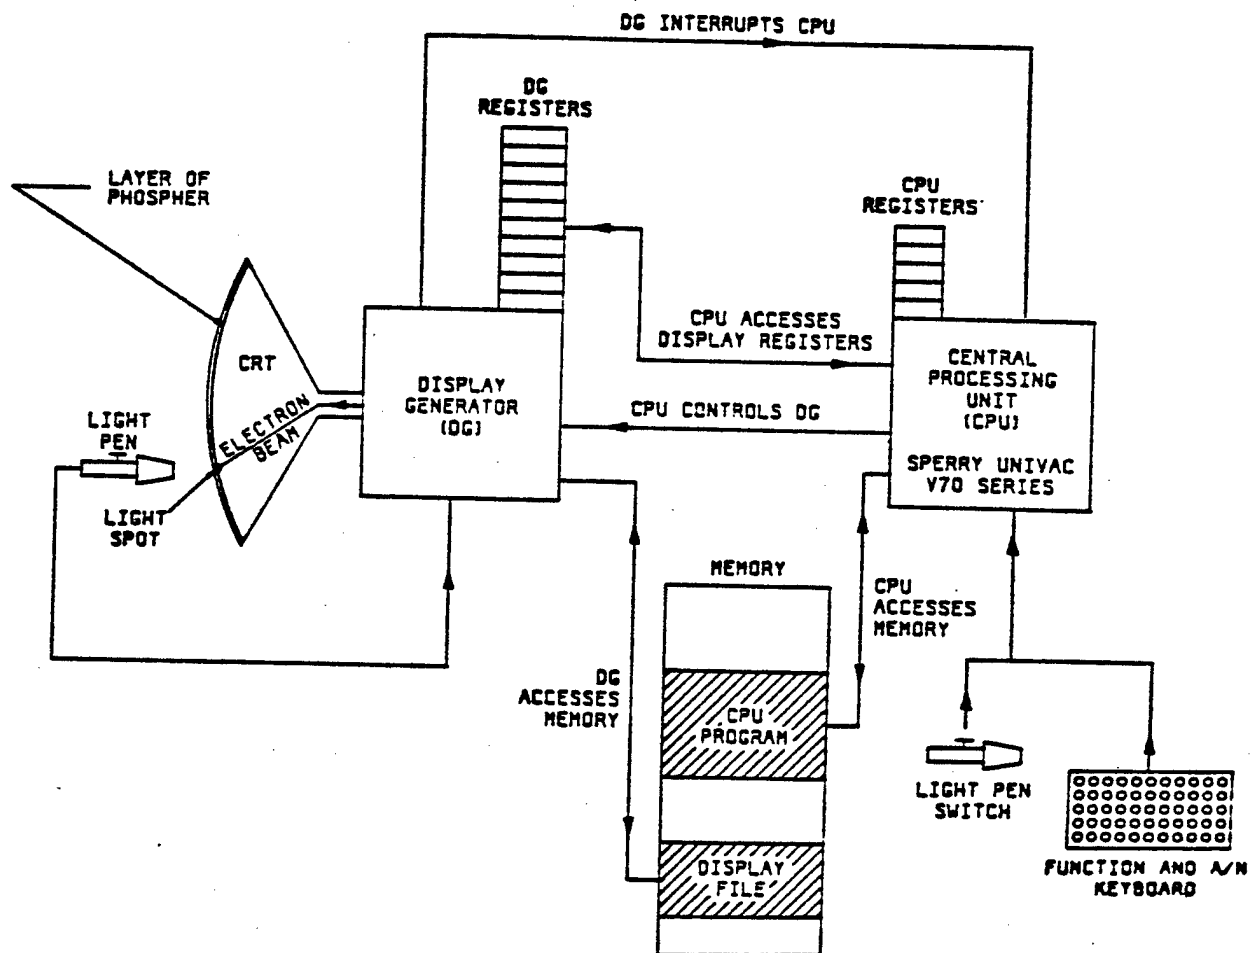 DG INTERRUPTS CPU
DG
REGISTERS
LAYER OF
PHOSPHER
CPU
REGISTERS
CPU ACCESSES
DISPLAY REGISTERS
CRT
DISPLAY
GENERATOR
(DG)
CENTRAL
PROCESSING
UNIT
(CPU)
SPERRY UNIVAC
V70 SERIES
CPU CONTROLS DG
LIGHT
PEN
ELECTRON
BEAM
LIGHT
SPOT
MEMORY
CPU
ACCESSES
MEMORY
DG
ACCESSES
MEMORY
CPU
PROGRAM
LIGHT PEN
SWITCH
DISPLAY
FILE
FUNCTION AND A/N
KEYBOARD